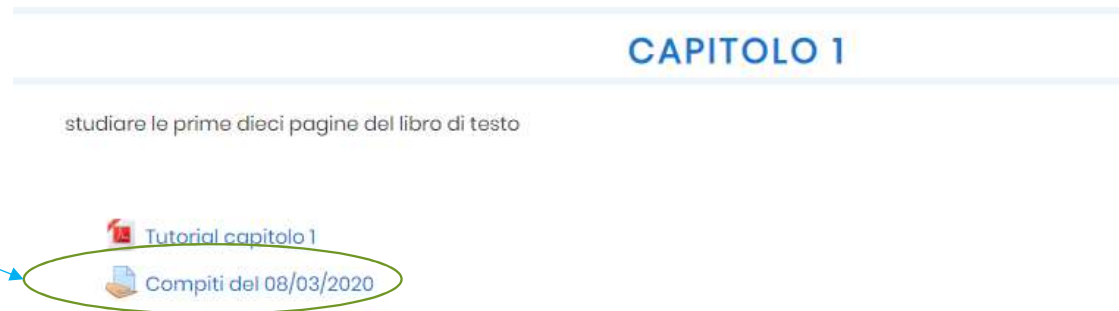 CAPITOLO 1
studiare le prime dieci pagine del libro di testo
Tutorial capitolo 1
Compiti del 08/03/2020